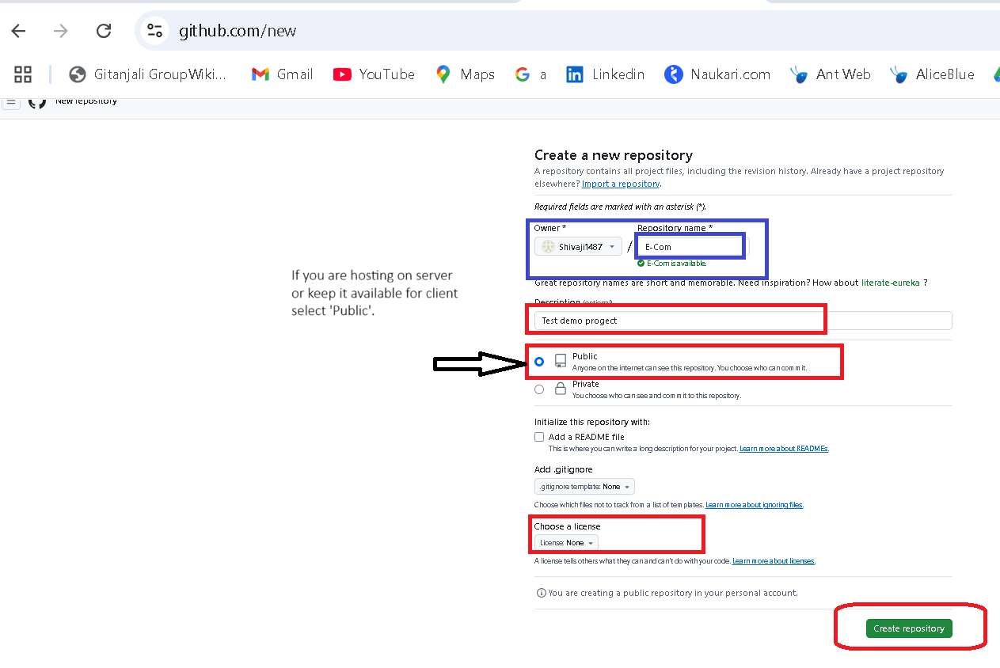 github.com/new
Gitanjali GroupWiki... Gmail YouTube Maps a Linkedin Naukari.com Ant Web AliceBlue
New repository
Create a new repository
A repository contains all project files, including the revision history. Already have a project repository
elsewhere? Import a repository.
Required fields are marked with an asterisk (*).
Owner * Repository name *
Shivaji1487 / E-Com
E-Com is available.
Great repository names are short and memorable. Need inspiration? How about literate-eureka ?
If you are hosting on server
or keep it available for client
select 'Public'.
Description (optional)
Test demo progect
Public
Anyone on the internet can see this repository. You choose who can commit.
Private
You choose who can see and commit to this repository.
Initialize this repository with:
Add a README file
This is where you can write a long description for your project. Learn more about READMEs.
Add .gitignore
.gitignore template: None
Choose which files not to track from a list of templates. Learn more about ignoring files.
Choose a license
License: None
A license tells others what they can and can't do with your code. Learn more about licenses.
You are creating a public repository in your personal account.
Create repository